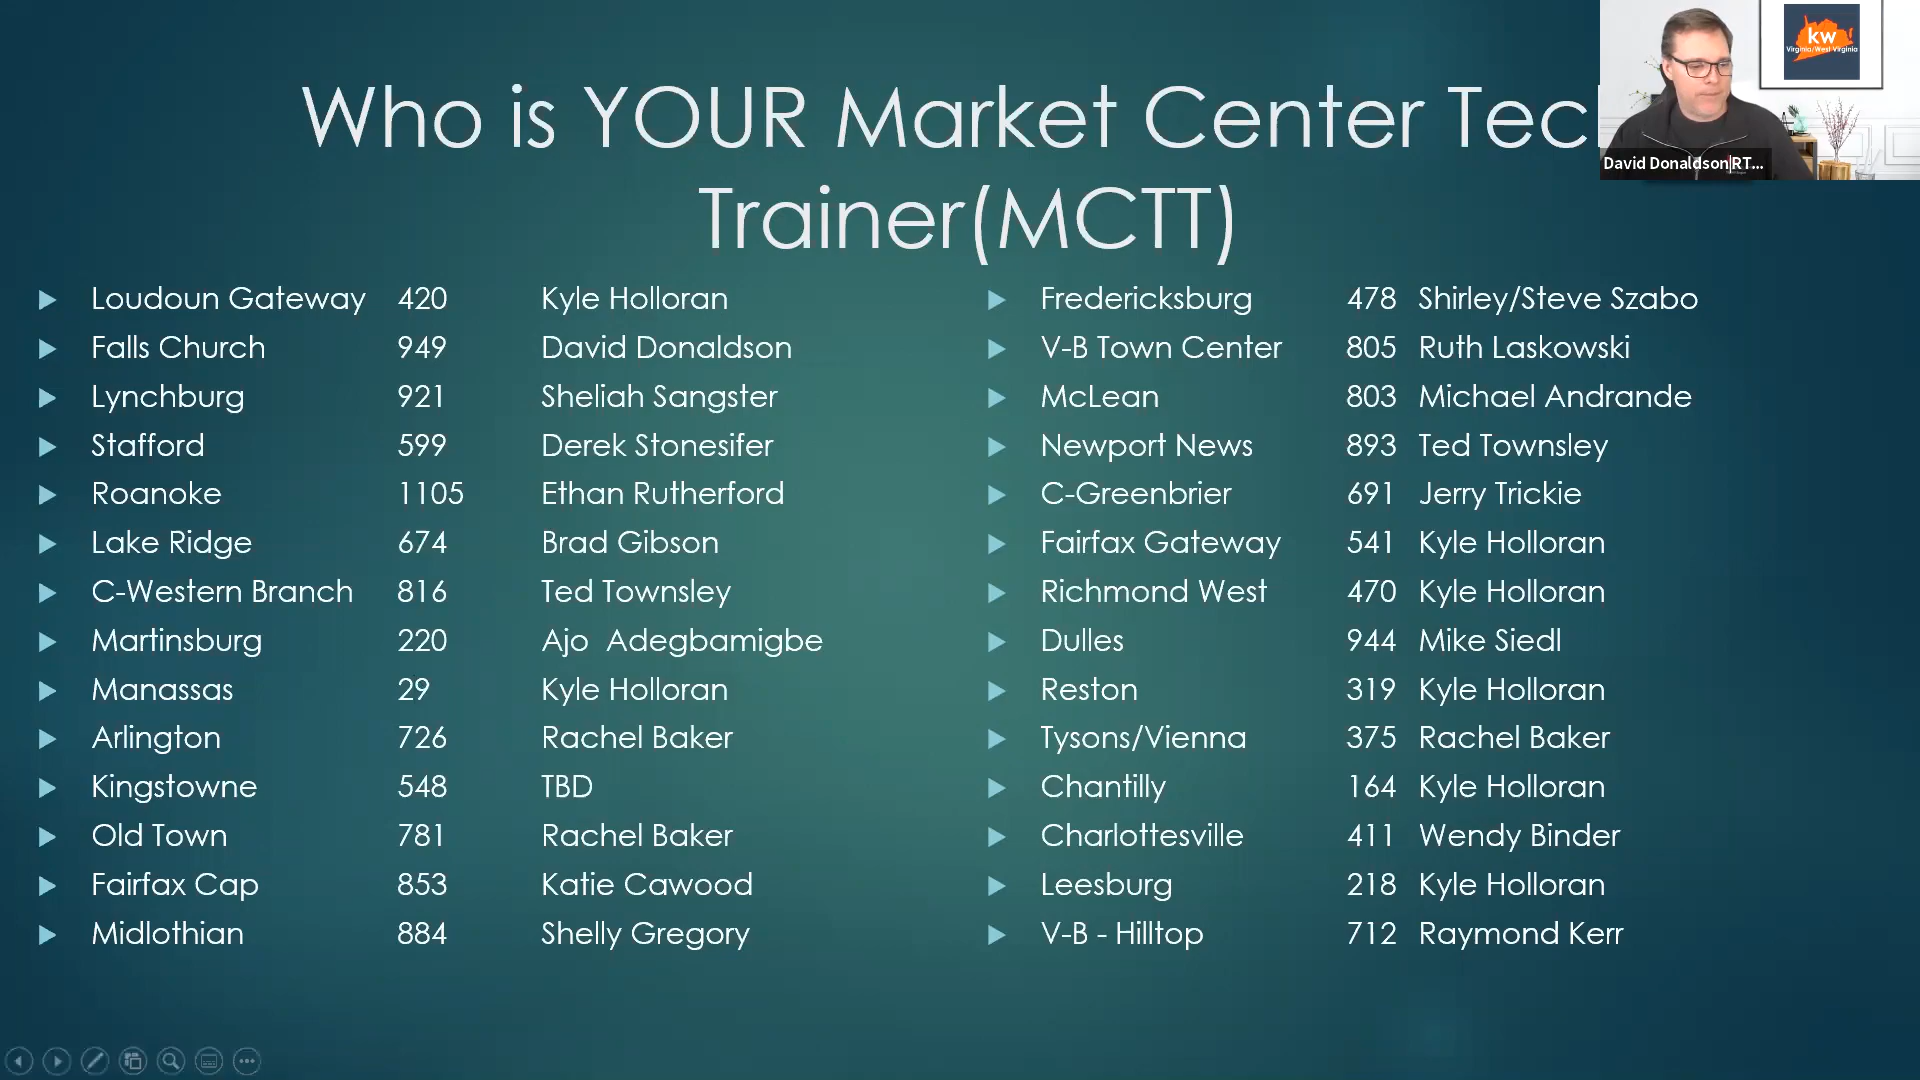 Who is YOUR Market Center Tec
Trainer(MCTT)
kw
Virginia/West Virginia
David Donaldson|RT...
Loudoun Gateway 420 Kyle Holloran
Falls Church 949 David Donaldson
Lynchburg 921 Sheliah Sangster
Stafford 599 Derek Stonesifer
Roanoke 1105 Ethan Rutherford
Lake Ridge 674 Brad Gibson
C-Western Branch 816 Ted Townsley
Martinsburg 220 Ajo Adegbamigbe
Manassas 29 Kyle Holloran
Arlington 726 Rachel Baker
Kingstowne 548 TBD
Old Town 781 Rachel Baker
Fairfax Cap 853 Katie Cawood
Midlothian 884 Shelly Gregory
Fredericksburg 478 Shirley/Steve Szabo
V-B Town Center 805 Ruth Laskowski
McLean 803 Michael Andrande
Newport News 893 Ted Townsley
C-Greenbrier 691 Jerry Trickie
Fairfax Gateway 541 Kyle Holloran
Richmond West 470 Kyle Holloran
Dulles 944 Mike Siedl
Reston 319 Kyle Holloran
Tysons/Vienna 375 Rachel Baker
Chantilly 164 Kyle Holloran
Charlottesville 411 Wendy Binder
Leesburg 218 Kyle Holloran
V-B - Hilltop 712 Raymond Kerr